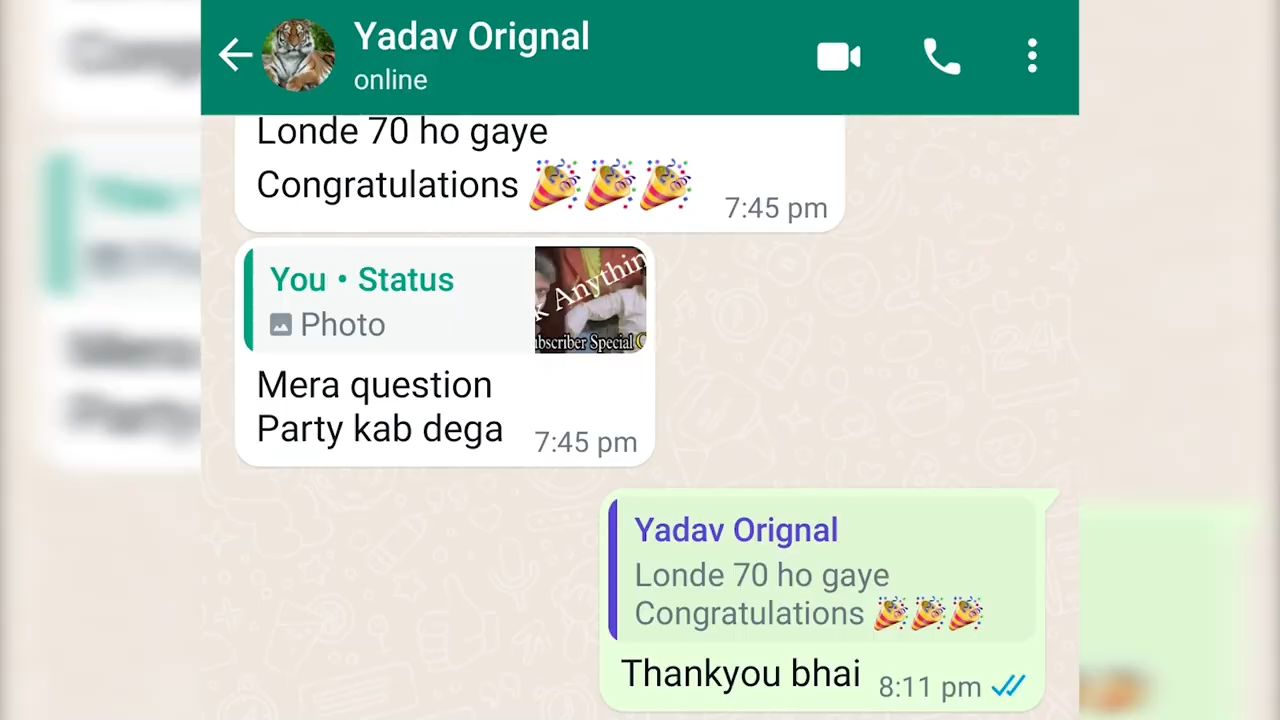 Yadav Orignal
online
Londe 70 ho gaye
Congratulations 🎉🎉🎉
7:45 pm
You • Status
Photo
Anythin
bscriber Special
Mera question
Party kab dega
7:45 pm
Yadav Orignal
Londe 70 ho gaye
Congratulations 🎉🎉🎉
Thankyou bhai
8:11 pm